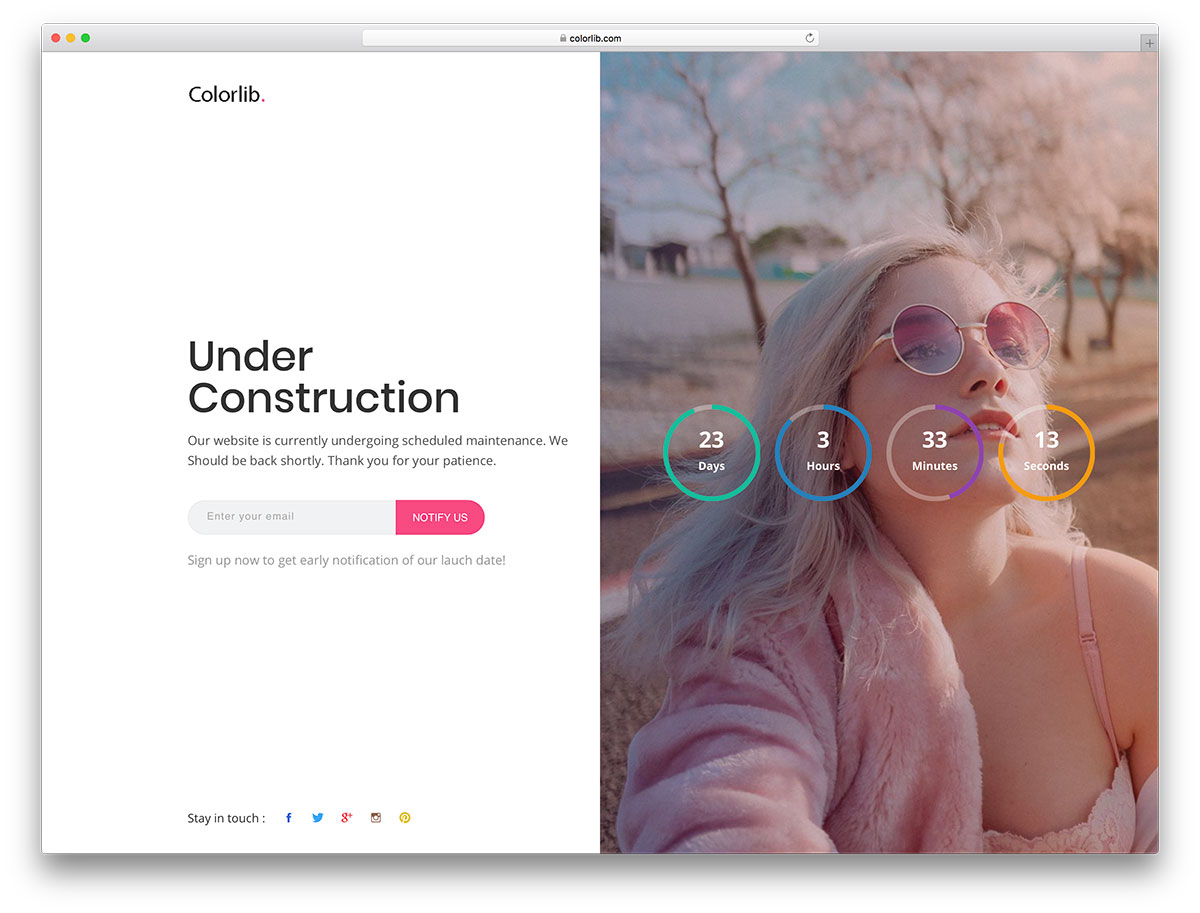 colorlib.com
Colorlib.
Under
Construction
Our website is currently undergoing scheduled maintenance. We
Should be back shortly. Thank you for your patience.
Enter your email
NOTIFY US
Sign up now to get early notification of our lauch date!
Stay in touch :
23
Days
3
Hours
33
Minutes
13
Seconds